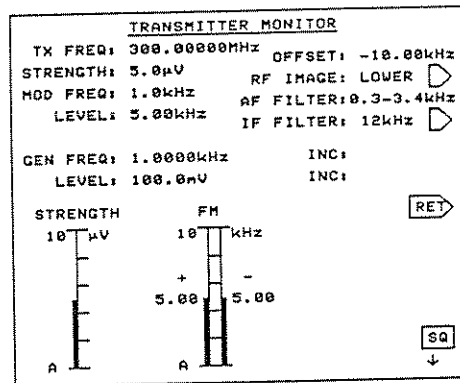 TRANSMITTER MONITOR
TX FREQ: 300.00000MHz OFFSET: -10.00kHz
STRENGTH: 5.0µV RF IMAGE: LOWER
MOD FREQ: 1.0kHz AF FILTER:0.3-3.4kHz
LEVEL: 5.00kHz IF FILTER: 12kHz
GEN FREQ: 1.0000kHz INC:
LEVEL: 100.0mV INC:
STRENGTH FM RET
10 µV 10 kHz
+ -
5.00 5.00
A A SQ
↓